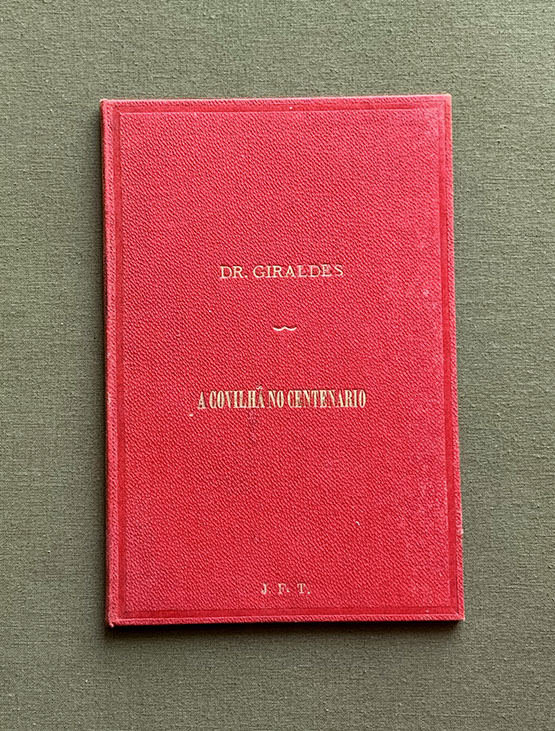 DR. GIRALDES
A COVILHÃ NO CENTENARIO
J. F. T.